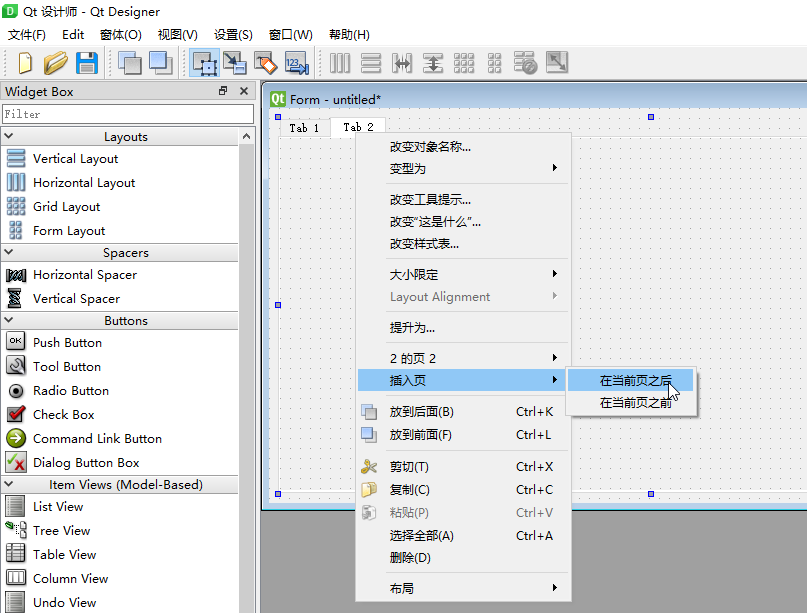 Qt 设计师 - Qt Designer
文件(F) Edit 窗体(O) 视图(V) 设置(S) 窗口(W) 帮助(H)
123
Widget Box
Filter
Layouts
Vertical Layout
Horizontal Layout
Grid Layout
Form Layout
Spacers
Horizontal Spacer
Vertical Spacer
Buttons
OK Push Button
Tool Button
Radio Button
Check Box
Command Link Button
Dialog Button Box
Item Views (Model-Based)
List View
Tree View
Table View
Column View
Undo View
Qt Form - untitled*
Tab 1 Tab 2
改变对象名称...
变型为
改变工具提示...
改变“这是什么”...
改变样式表...
大小限定
Layout Alignment
提升为...
2 的页 2
插入页
在当前页之后
在当前页之前
放到后面(B) Ctrl+K
放到前面(F) Ctrl+L
剪切(T) Ctrl+X
复制(C) Ctrl+C
粘贴(P) Ctrl+V
选择全部(A) Ctrl+A
删除(D)
布局